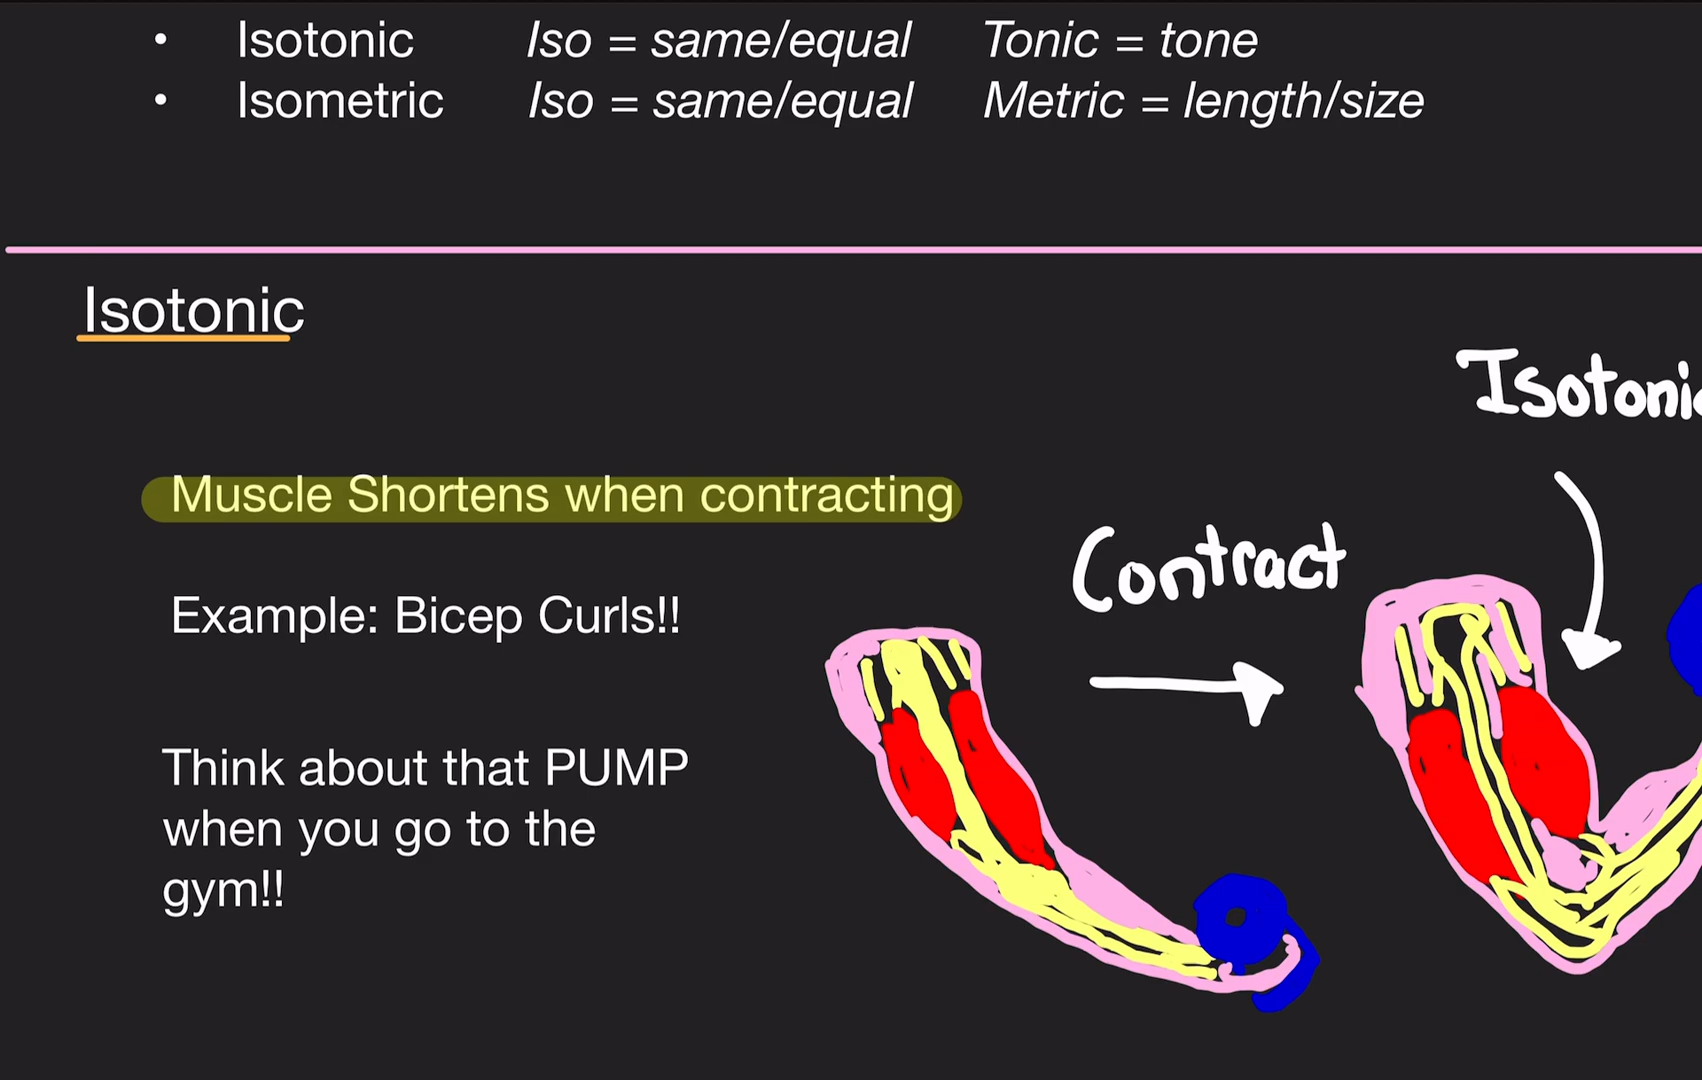 • Isotonic Iso = same/equal Tonic = tone
• Isometric Iso = same/equal Metric = length/size
Isotonic
Isotonic
Muscle Shortens when contracting
Contract
Example: Bicep Curls!!
Think about that PUMP
when you go to the
gym!!